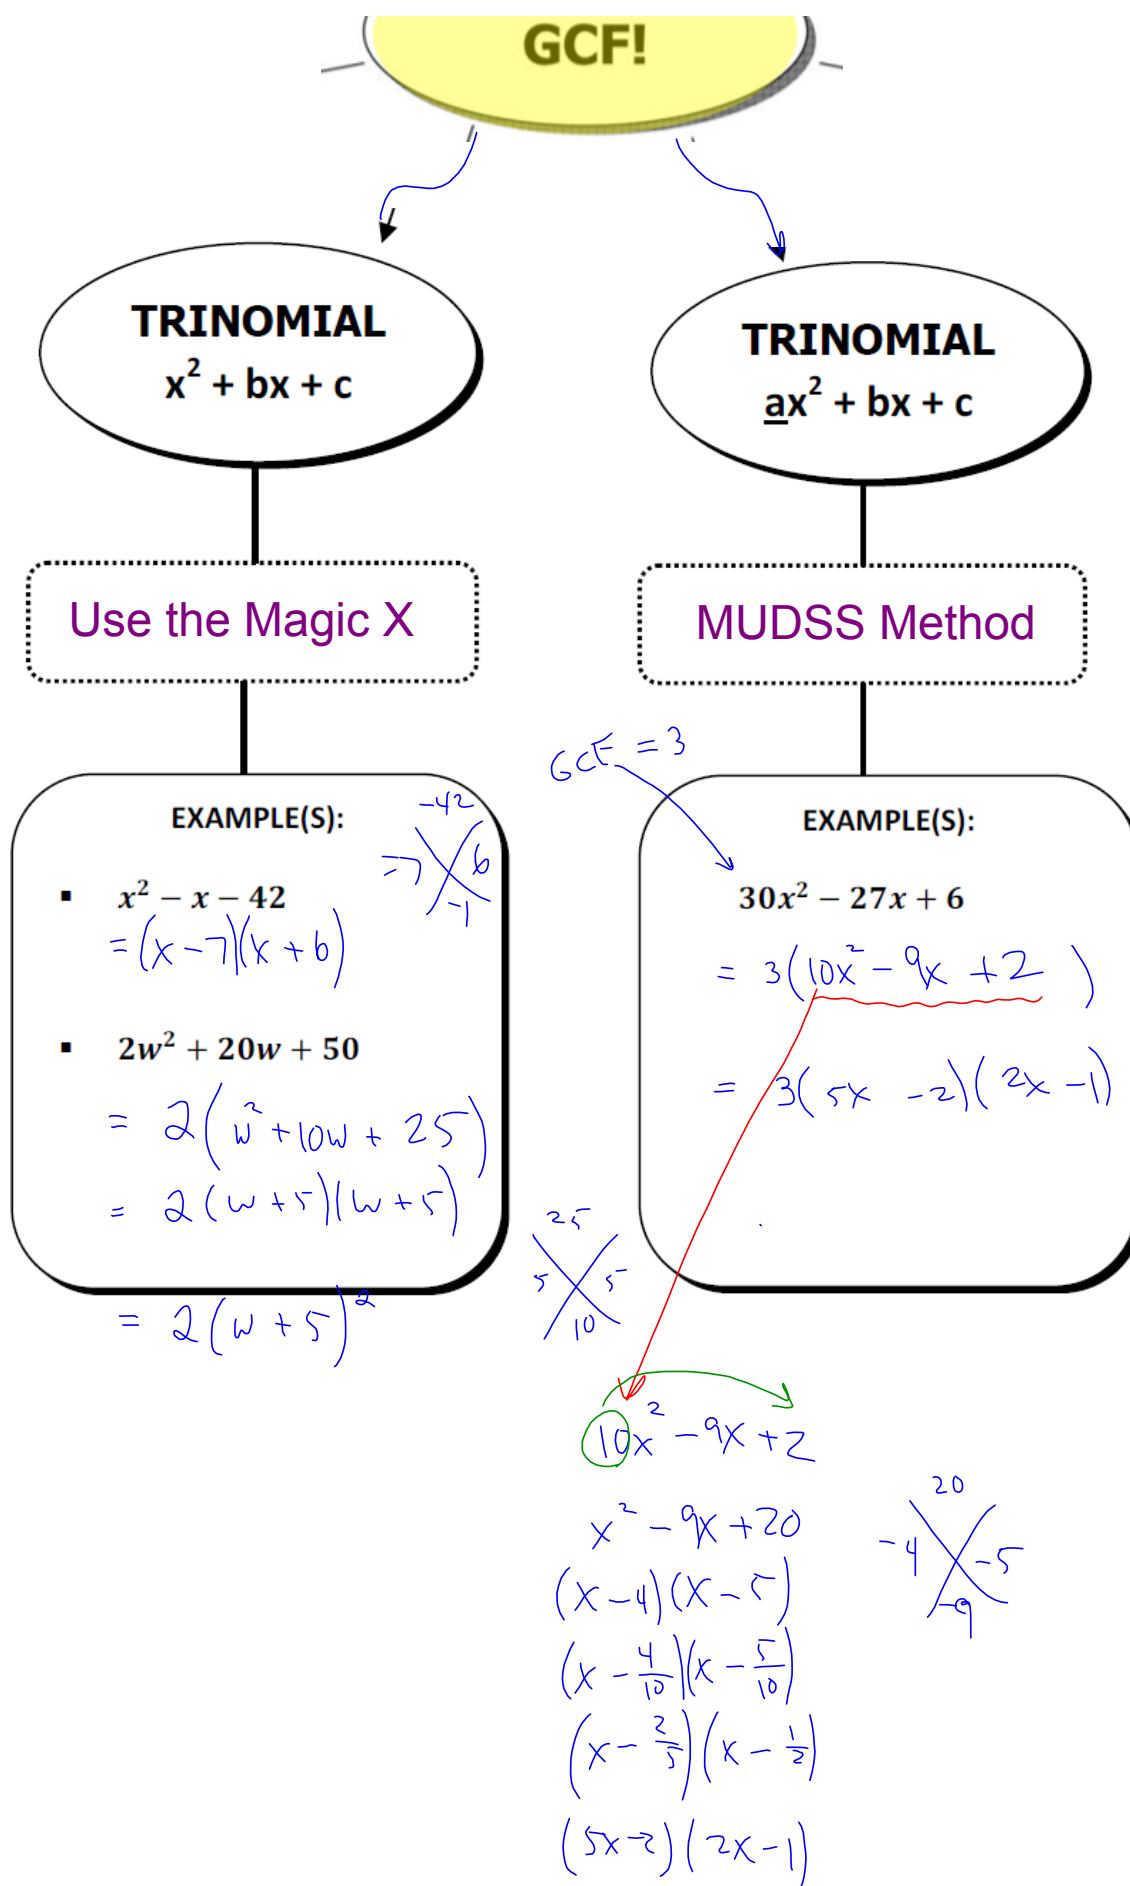 GCF!
TRINOMIAL
x² + bx + c
Use the Magic X
EXAMPLE(S):
-42
-7 6
-1
▪ x² − x − 42
= (x - 7)(x + 6)
▪ 2w² + 20w + 50
= 2(w² + 10w + 25)
= 2(w + 5)(w + 5)
25
5 5
10
= 2(w + 5)²
TRINOMIAL
ax² + bx + c
MUDSS Method
GCF = 3
EXAMPLE(S):
30x² − 27x + 6
= 3(10x² - 9x + 2)
= 3(5x - 2)(2x - 1)
10x² - 9x + 2
x² - 9x + 20
20
-4 -5
-9
(x - 4)(x - 5)
(x - 4/10)(x - 5/10)
(x - 2/5)(x - 1/2)
(5x - 2)(2x - 1)